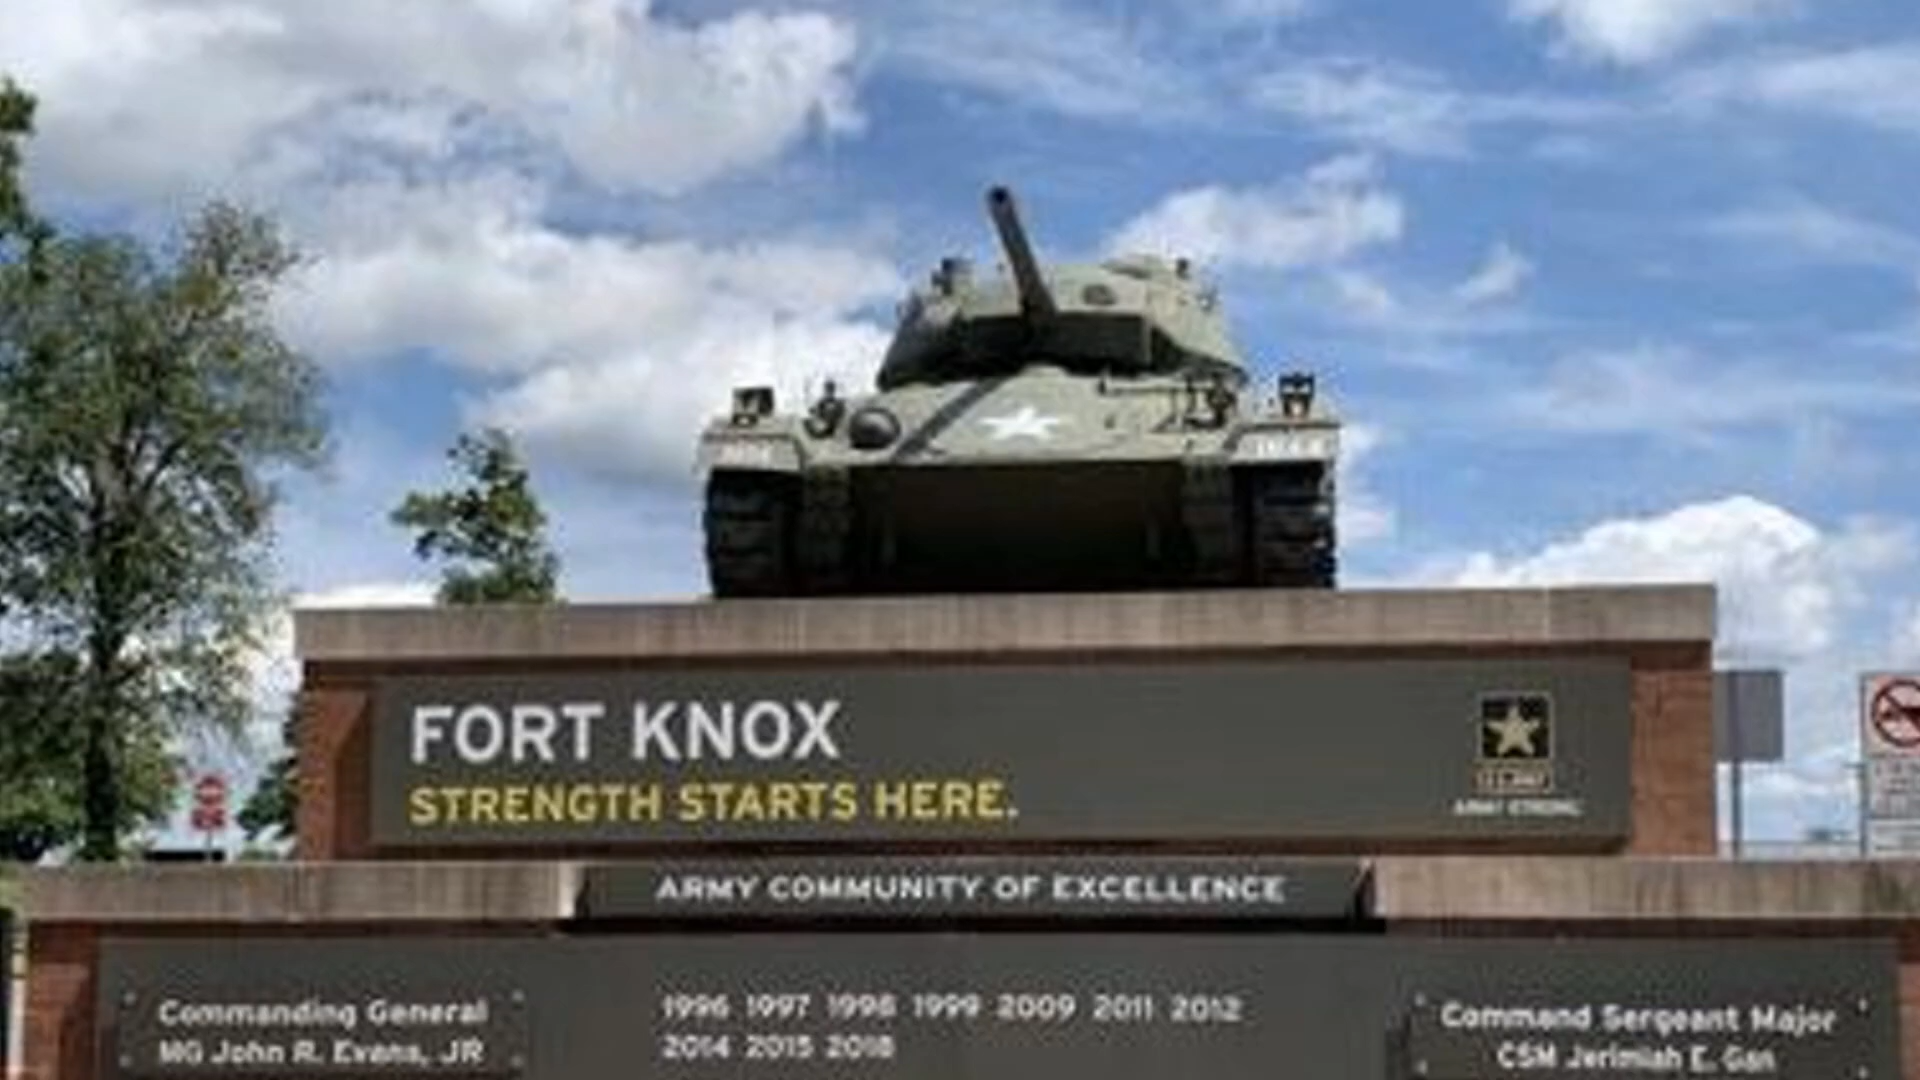 FORT KNOX
STRENGTH STARTS HERE.
U.S. ARMY
ARMY STRONG.
ARMY COMMUNITY OF EXCELLENCE
Commanding General
MG John R. Evans, JR
1996 1997 1998 1999 2009 2011 2012
2014 2015 2018
Command Sergeant Major
CSM Jerimiah E. Gan